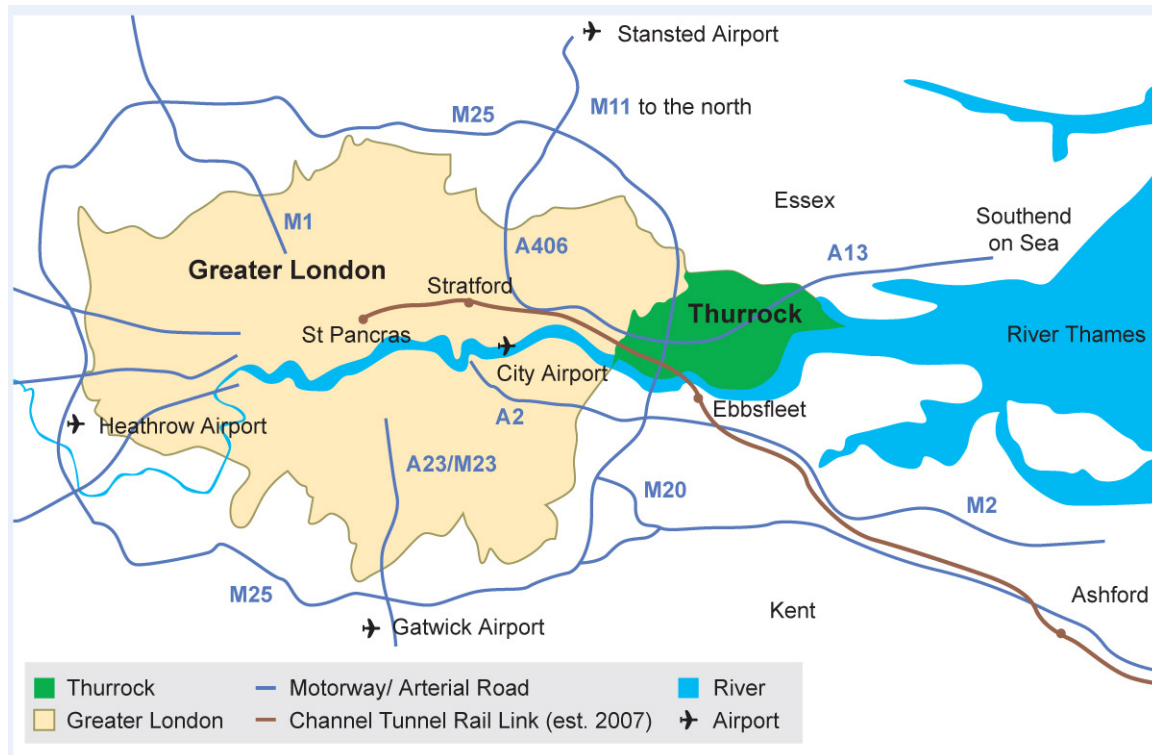 Stansted Airport
M25
M11 to the north
Essex
Southend
on Sea
M1
A406
A13
Greater London
Stratford
Thurrock
St Pancras
River Thames
City Airport
Ebbsfleet
A2
Heathrow Airport
A23/M23
M20
M2
M25
Kent
Ashford
Gatwick Airport
Thurrock
Motorway/ Arterial Road
River
Greater London
Channel Tunnel Rail Link (est. 2007)
Airport